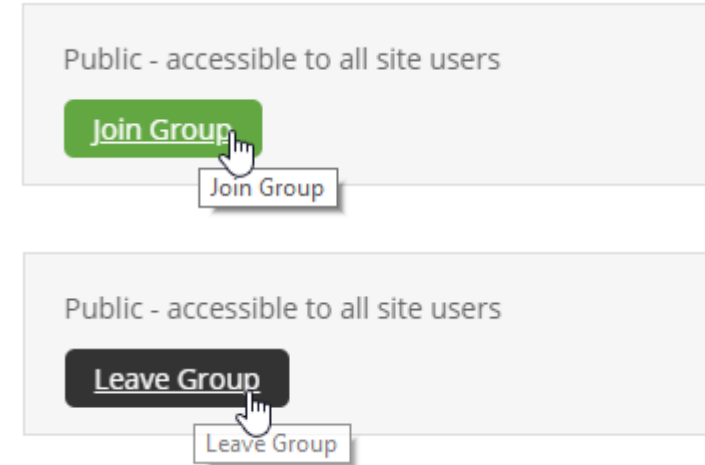 Public - accessible to all site users
Join Group
Join Group
Public - accessible to all site users
Leave Group
Leave Group